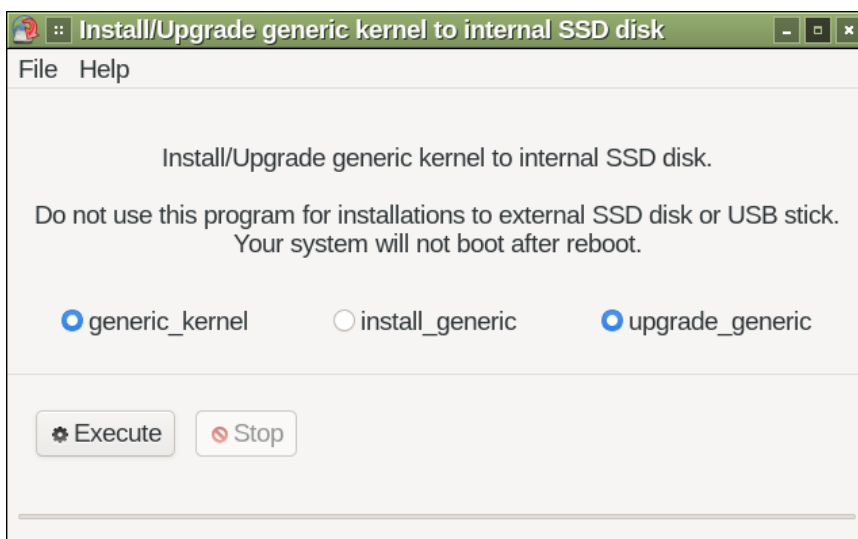 Install/Upgrade generic kernel to internal SSD disk
File Help
Install/Upgrade generic kernel to internal SSD disk.
Do not use this program for installations to external SSD disk or USB stick.
Your system will not boot after reboot.
generic_kernel install_generic upgrade_generic
Execute Stop